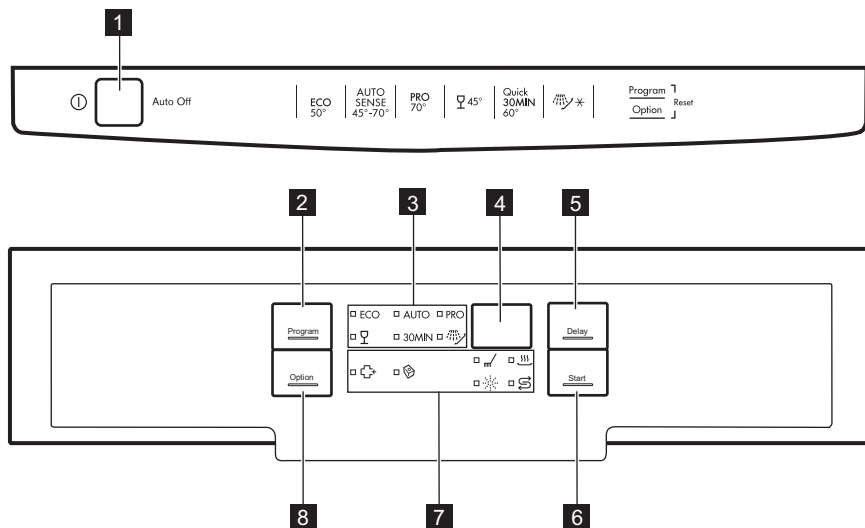 1
Auto Off
ECO
50°
AUTO
SENSE
45°-70°
PRO
70°
45°
Quick
30MIN
60°
Program
Option
Reset
2
3
4
5
Program
ECO
AUTO
PRO
30MIN
Delay
Option
Start
8
7
6